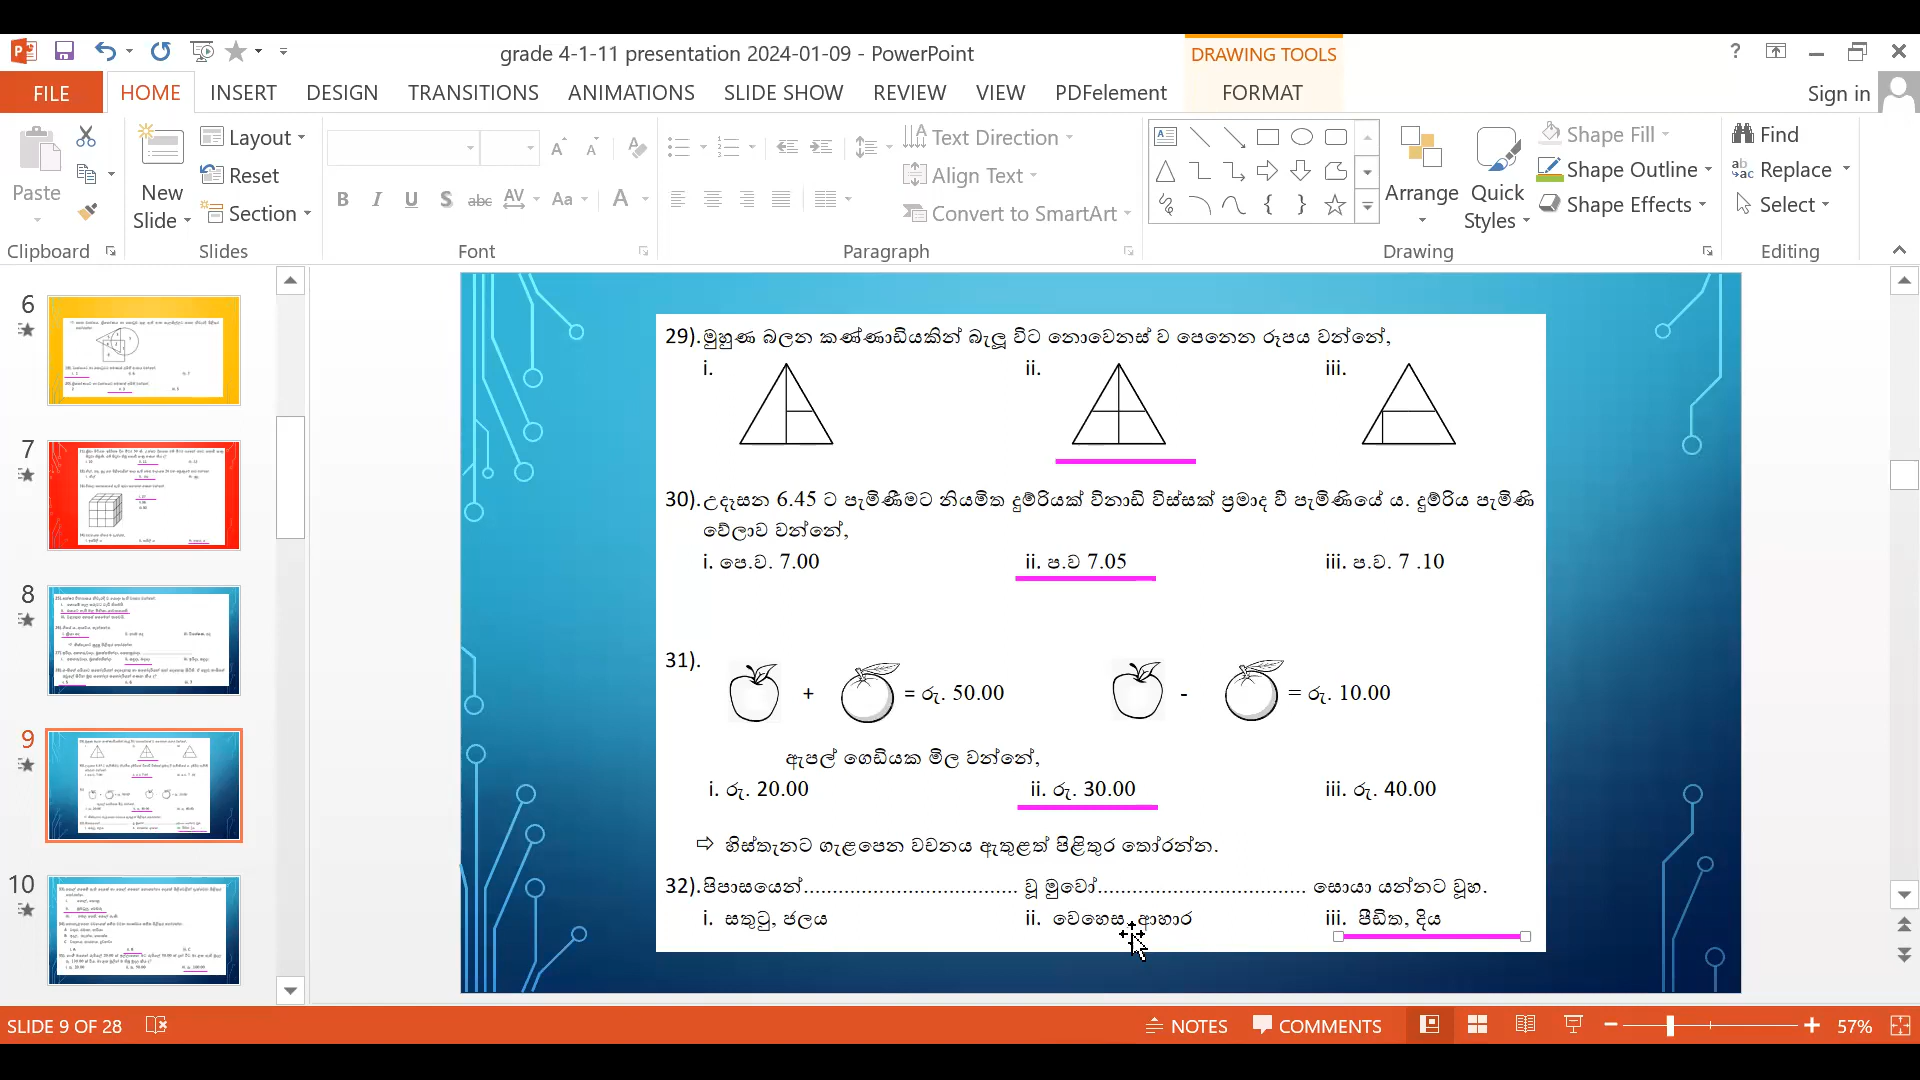 grade 4-1-11 presentation 2024-01-09 - PowerPoint
DRAWING TOOLS
?
FILE
HOME
INSERT
DESIGN
TRANSITIONS
ANIMATIONS
SLIDE SHOW
REVIEW
VIEW
PDFelement
FORMAT
Sign in
Paste
New Slide
Layout
Reset
Section
Text Direction
Align Text
Convert to SmartArt
Arrange
Quick Styles
Shape Fill
Shape Outline
Shape Effects
Find
Replace
Select
Clipboard
Slides
Font
Paragraph
Drawing
Editing
6
7
8
9
10
29). මුහුණ බලන කණ්ණාඩියකින් බැලූ විට නොවෙනස් ව පෙනෙන රූපය වන්නේ,
i. ii. iii.
30). උදෑසන 6.45 ට පැමිණීමට නියමිත දුම්රියක් විනාඩි විස්සක් ප්‍රමාද වී පැමිණියේ ය. දුම්රිය පැමිණි
වේලාව වන්නේ,
i. පෙ.ව. 7.00 ii. ප.ව 7.05 iii. ප.ව. 7 .10
31).
+ = රු. 50.00 - = රු. 10.00
ඇපල් ගෙඩියක මිල වන්නේ,
i. රු. 20.00 ii. රු. 30.00 iii. රු. 40.00
⇨ හිස්තැනට ගැළපෙන වචනය ඇතුළත් පිළිතුර තෝරන්න.
32). පිපාසයෙන්..................................... වූ මුවෝ.................................... සොයා යන්නට වූහ.
i. සතුටු, ජලය ii. වෙහෙස, ආහාර iii. පීඩිත, දිය
SLIDE 9 OF 28
NOTES
COMMENTS
57%